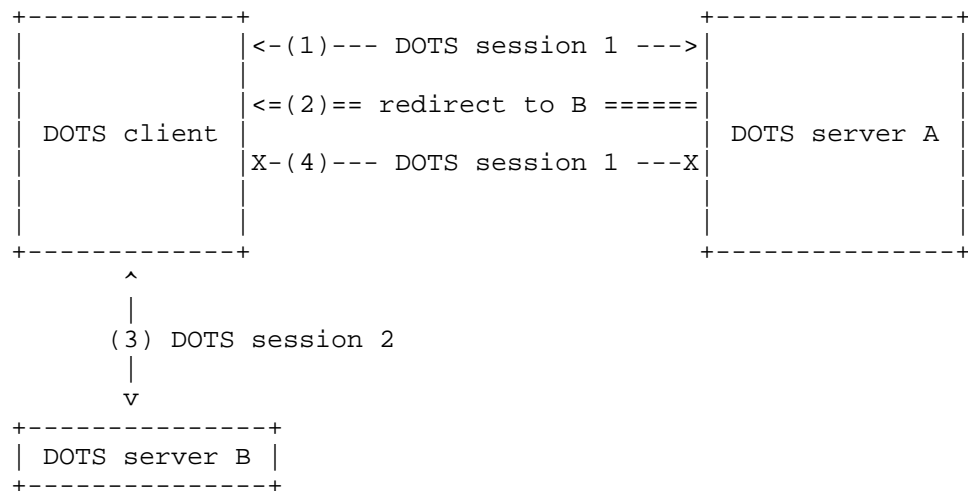 +-------------+                            +---------------+
|             |<-(1)--- DOTS session 1 --->|               |
|             |                            |               |
|             |<=(2)== redirect to B ======|               |
| DOTS client |                            | DOTS server A |
|             |X-(4)--- DOTS session 1 ---X|               |
|             |                            |               |
|             |                            |               |
+-------------+                            +---------------+
       ^
       |
      (3) DOTS session 2
       |
       v
+---------------+
| DOTS server B |
+---------------+